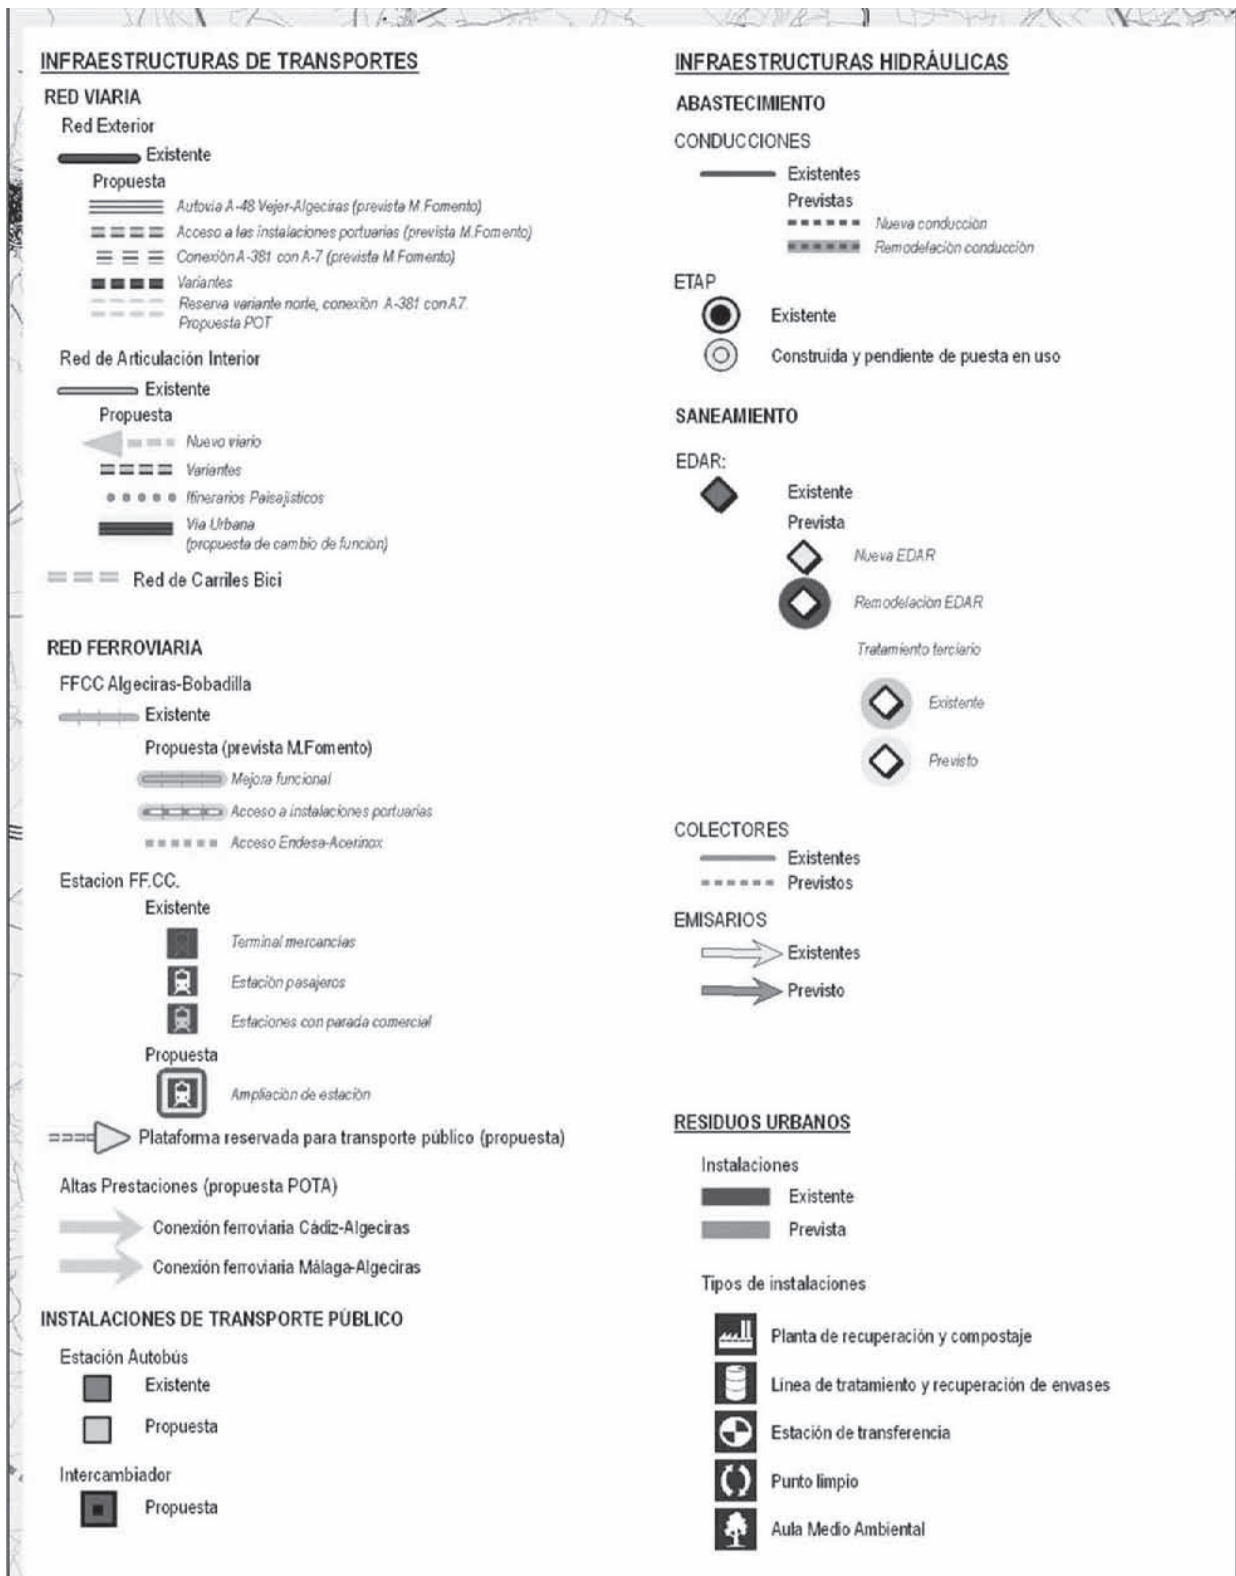 INFRAESTRUCTURAS DE TRANSPORTES
RED VIARIA
Red Exterior
Existente
Propuesta
Autovia A-48 Vejer-Algeciras (prevista M.Fomento)
Acceso a las instalaciones portuarias (prevista M.Fomento)
Conexión A-381 con A-7 (prevista M.Fomento)
Variantes
Reserva variante norte, conexión A-381 con A7.
Propuesta POT
Red de Articulación Interior
Existente
Propuesta
Nuevo viario
Variantes
Itinerarios Paisajísticos
Via Urbana
(propuesta de cambio de función)
Red de Carriles Bici
RED FERROVIARIA
FFCC Algeciras-Bobadilla
Existente
Propuesta (prevista M.Fomento)
Mejora funcional
Acceso a instalaciones portuarias
Acceso Endesa-Acerinox
Estacion FF.CC.
Existente
Terminal mercancías
Estación pasajeros
Estaciones con parada comercial
Propuesta
Ampliación de estación
Plataforma reservada para transporte público (propuesta)
Altas Prestaciones (propuesta POTA)
Conexión ferroviaria Cádiz-Algeciras
Conexión ferroviaria Málaga-Algeciras
INSTALACIONES DE TRANSPORTE PÚBLICO
Estación Autobús
Existente
Propuesta
Intercambiador
Propuesta
INFRAESTRUCTURAS HIDRÁULICAS
ABASTECIMIENTO
CONDUCCIONES
Existentes
Previstas
Nueva conducción
Remodelación conducción
ETAP
Existente
Construida y pendiente de puesta en uso
SANEAMIENTO
EDAR:
Existente
Prevista
Nueva EDAR
Remodelación EDAR
Tratamiento terciario
Existente
Previsto
COLECTORES
Existentes
Previstos
EMISARIOS
Existentes
Previsto
RESIDUOS URBANOS
Instalaciones
Existente
Prevista
Tipos de instalaciones
Planta de recuperación y compostaje
Línea de tratamiento y recuperación de envases
Estación de transferencia
Punto limpio
Aula Medio Ambiental